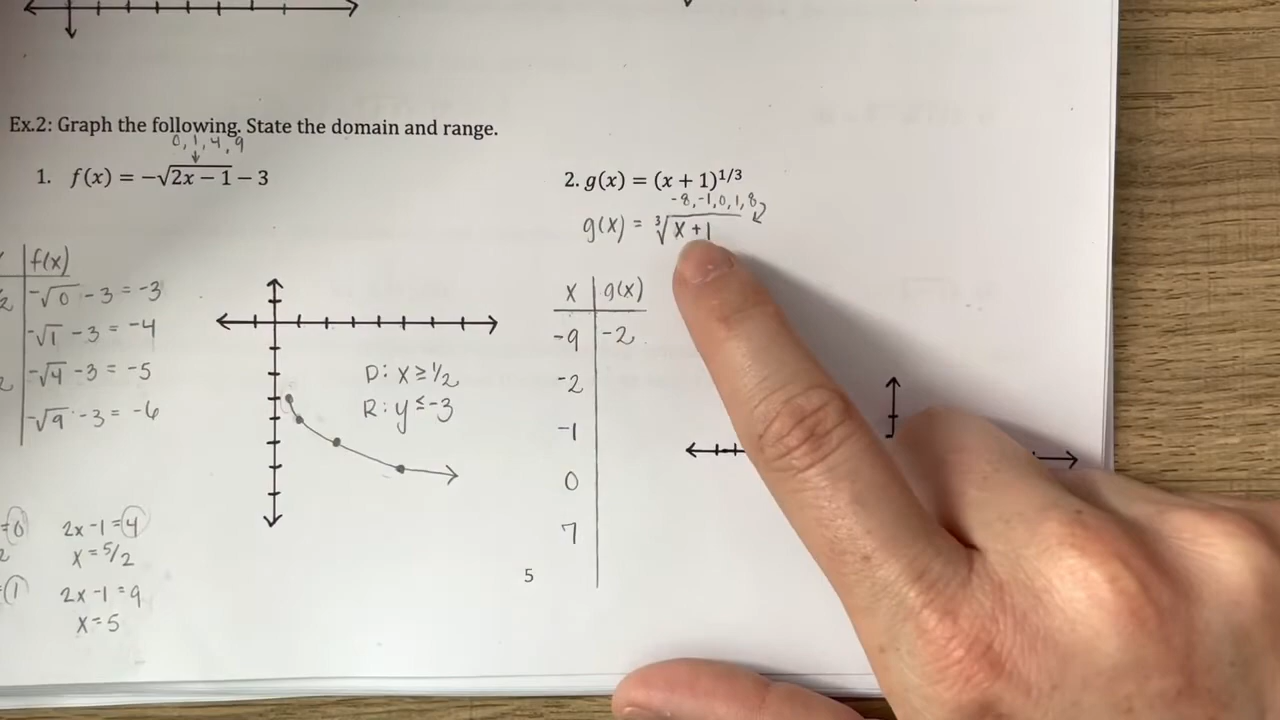 Ex.2: Graph the following. State the domain and range.
0, 1, 4, 9
1. f(x) = −√2x − 1 − 3
f(x)
-√0 -3 = -3
-√1 -3 = -4
-√4 -3 = -5
-√9 -3 = -6
D: x ≥ 1/2
R: y ≤ -3
2x -1 = 4
x = 5/2
2x -1 = 9
x = 5
2. g(x) = (x + 1)^1/3
-8, -1, 0, 1, 8
g(x) = ³√x + 1
x g(x)
-9 -2
-2
-1
0
7
5